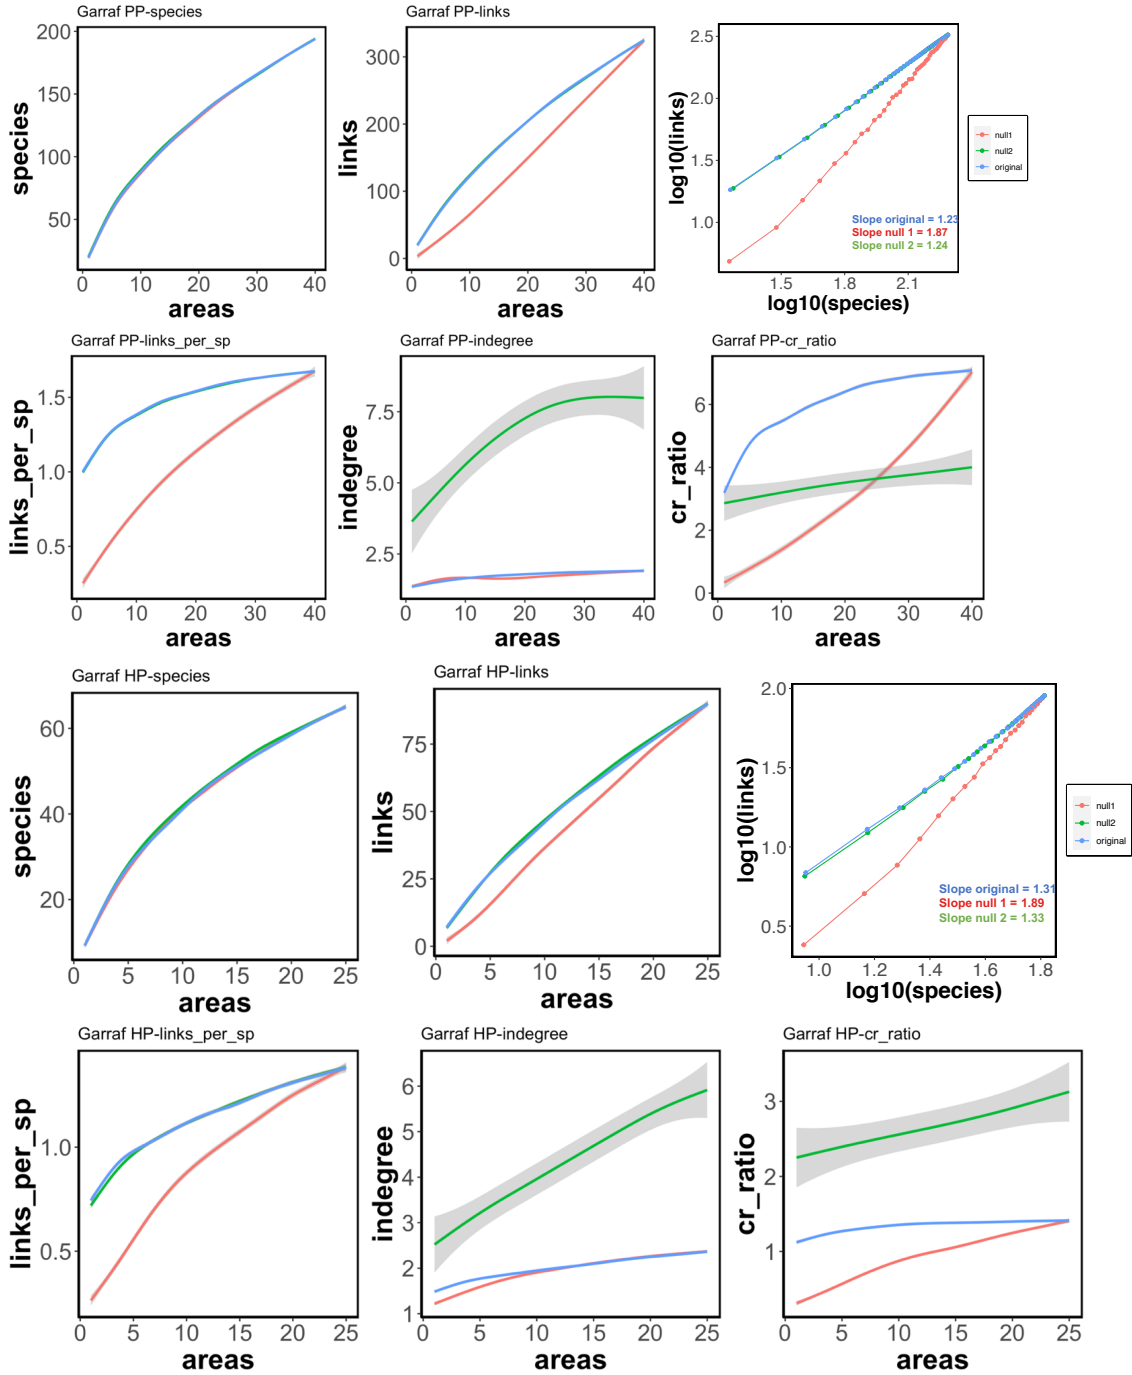 Garraf PP-species
200
150
100
50
species
0 10 20 30 40
areas
Garraf PP-links
300
200
100
0
links
0 10 20 30 40
areas
2.5
2.0
1.5
1.0
log10(links)
Slope original = 1.23
Slope null 1 = 1.87
Slope null 2 = 1.24
1.5 1.8 2.1
log10(species)
null1
null2
original
Garraf PP-links_per_sp
1.5
1.0
0.5
links_per_sp
0 10 20 30 40
areas
Garraf PP-indegree
7.5
5.0
2.5
indegree
0 10 20 30 40
areas
Garraf PP-cr_ratio
6
4
2
0
cr_ratio
0 10 20 30 40
areas
Garraf HP-species
60
40
20
species
0 5 10 15 20 25
areas
Garraf HP-links
75
50
25
0
links
0 5 10 15 20 25
areas
2.0
1.5
1.0
0.5
log10(links)
Slope original = 1.31
Slope null 1 = 1.89
Slope null 2 = 1.33
1.0 1.2 1.4 1.6 1.8
log10(species)
null1
null2
original
Garraf HP-links_per_sp
1.0
0.5
links_per_sp
0 5 10 15 20 25
areas
Garraf HP-indegree
6
5
4
3
2
1
indegree
0 5 10 15 20 25
areas
Garraf HP-cr_ratio
3
2
1
cr_ratio
0 5 10 15 20 25
areas